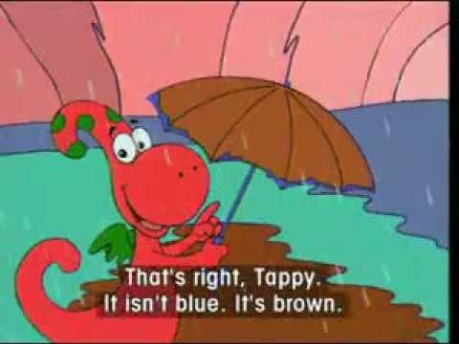 That's right, Tappy.
It isn't blue. It's brown.